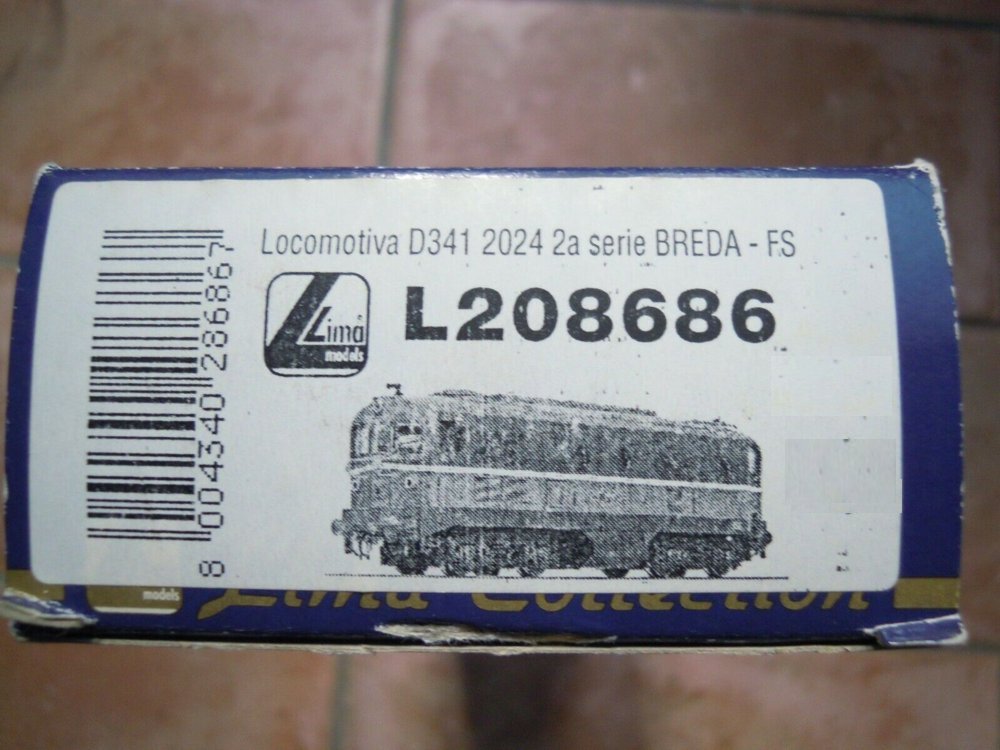 Locomotiva D341 2024 2a serie BREDA - FS
Lima
models
L208686
8 004340 286867
models
Lima Collection